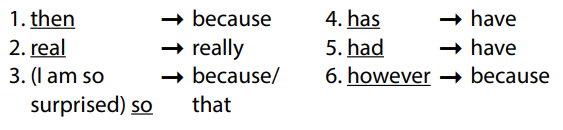 1. then → because
2. real → really
3. (I am so → because/
surprised) so that
4. has → have
5. had → have
6. however → because